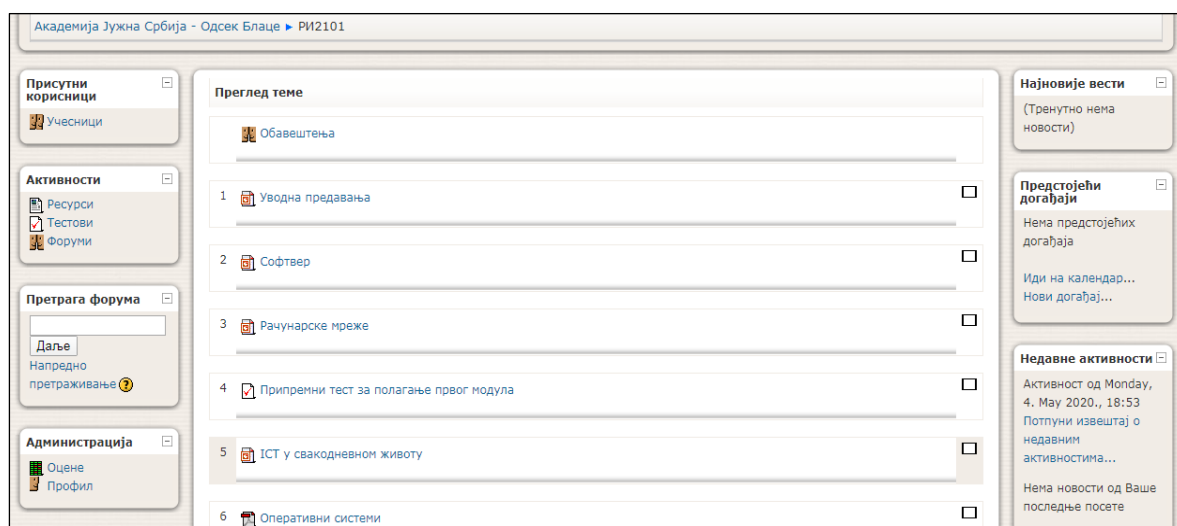 Академија Јужна Србија - Одсек Блаце ► РИ2101
Присутни
корисници
Учесници
Активности
Ресурси
Тестови
Форуми
Претрага форума
Даље
Напредно
претраживање
Администрација
Оцене
Профил
Преглед теме
Обавештења
1 Уводна предавања
2 Софтвер
3 Рачунарске мреже
4 Припремни тест за полагање првог модула
5 ІСТ у свакодневном животу
6 Оперативни системи
Најновије вести
(Тренутно нема
новости)
Предстојећи
догађаји
Нема предстојећих
догађаја
Иди на календар...
Нови догађај...
Недавне активности
Активност од Monday,
4. May 2020., 18:53
Потпуни извештај о
недавним
активностима...
Нема новости од Ваше
последње посете